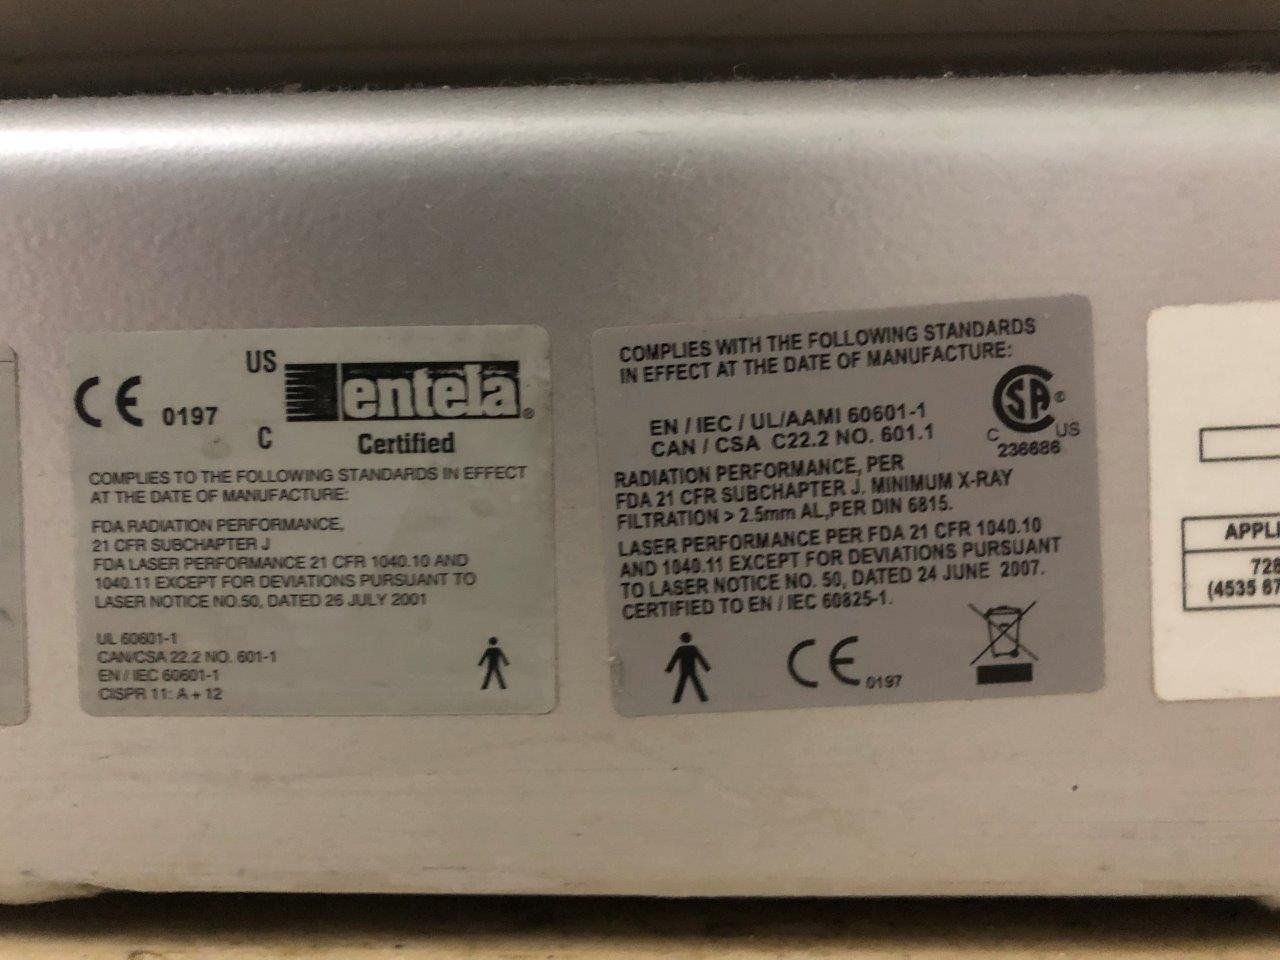 CE 0197
US
C
entela®
Certified
COMPLIES TO THE FOLLOWING STANDARDS IN EFFECT
AT THE DATE OF MANUFACTURE:
FDA RADIATION PERFORMANCE,
21 CFR SUBCHAPTER J
FDA LASER PERFORMANCE 21 CFR 1040.10 AND
1040.11 EXCEPT FOR DEVIATIONS PURSUANT TO
LASER NOTICE NO.50, DATED 26 JULY 2001
UL 60601-1
CAN/CSA 22.2 NO. 601-1
EN / IEC 60601-1
CISPR 11: A + 12
COMPLIES WITH THE FOLLOWING STANDARDS
IN EFFECT AT THE DATE OF MANUFACTURE:
EN / IEC / UL/AAMI 60601-1
CAN / CSA C22.2 NO. 601.1
SA®
C US
236686
RADIATION PERFORMANCE, PER
FDA 21 CFR SUBCHAPTER J. MINIMUM X-RAY
FILTRATION > 2.5mm AL,PER DIN 6815.
LASER PERFORMANCE PER FDA 21 CFR 1040.10
AND 1040.11 EXCEPT FOR DEVIATIONS PURSUANT
TO LASER NOTICE NO. 50, DATED 24 JUNE 2007.
CERTIFIED TO EN / IEC 60825-1.
CE 0197
APPLI
728
(4535 67